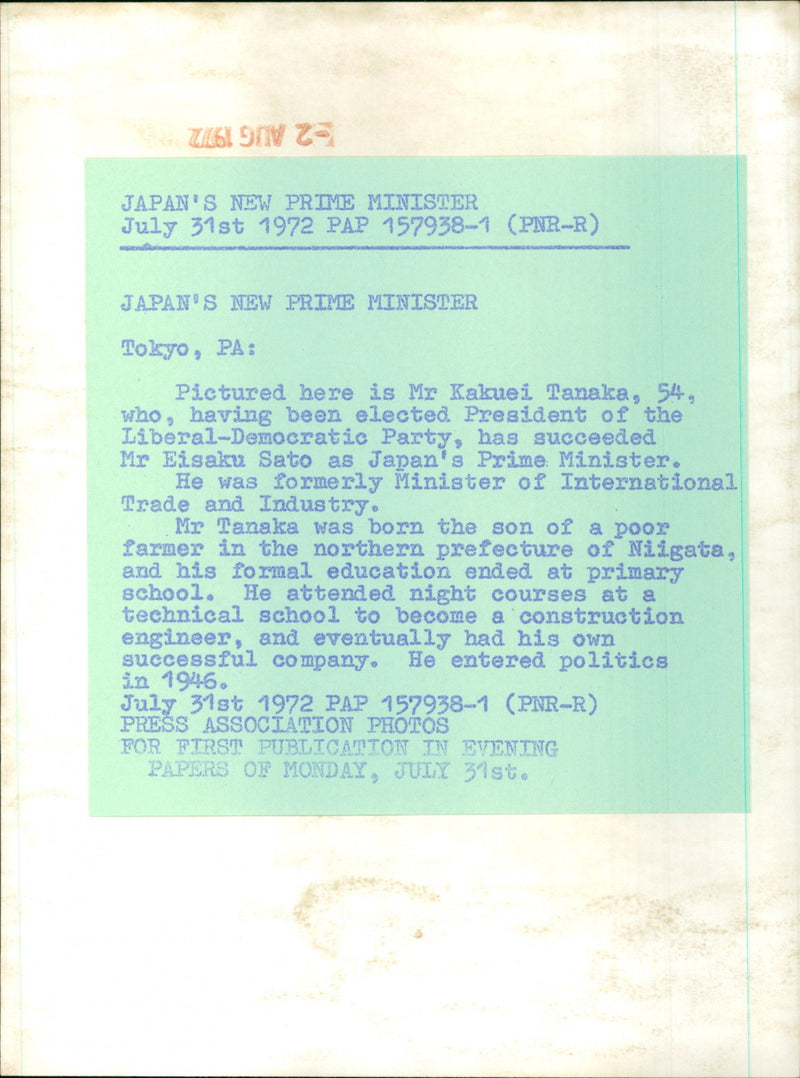 -2 AUG 1972
JAPAN'S NEW PRIME MINISTER
July 31st 1972 PAP 157938-1 (PNR-R)
JAPAN'S NEW PRIME MINISTER
Tokyo, PA:
Pictured here is Mr Kakuei Tanaka, 54,
who, having been elected President of the
Liberal-Democratic Party, has succeeded
Mr Eisaku Sato as Japan's Prime Minister.
He was formerly Minister of International
Trade and Industry.
Mr Tanaka was born the son of a poor
farmer in the northern prefecture of Niigata,
and his formal education ended at primary
school. He attended night courses at a
technical school to become a construction
engineer, and eventually had his own
successful company. He entered politics
in 1946.
July 31st 1972 PAP 157938-1 (PNR-R)
PRESS ASSOCIATION PHOTOS
FOR FIRST PUBLICATION IN EVENING
PAPERS OF MONDAY, JULY 31st.